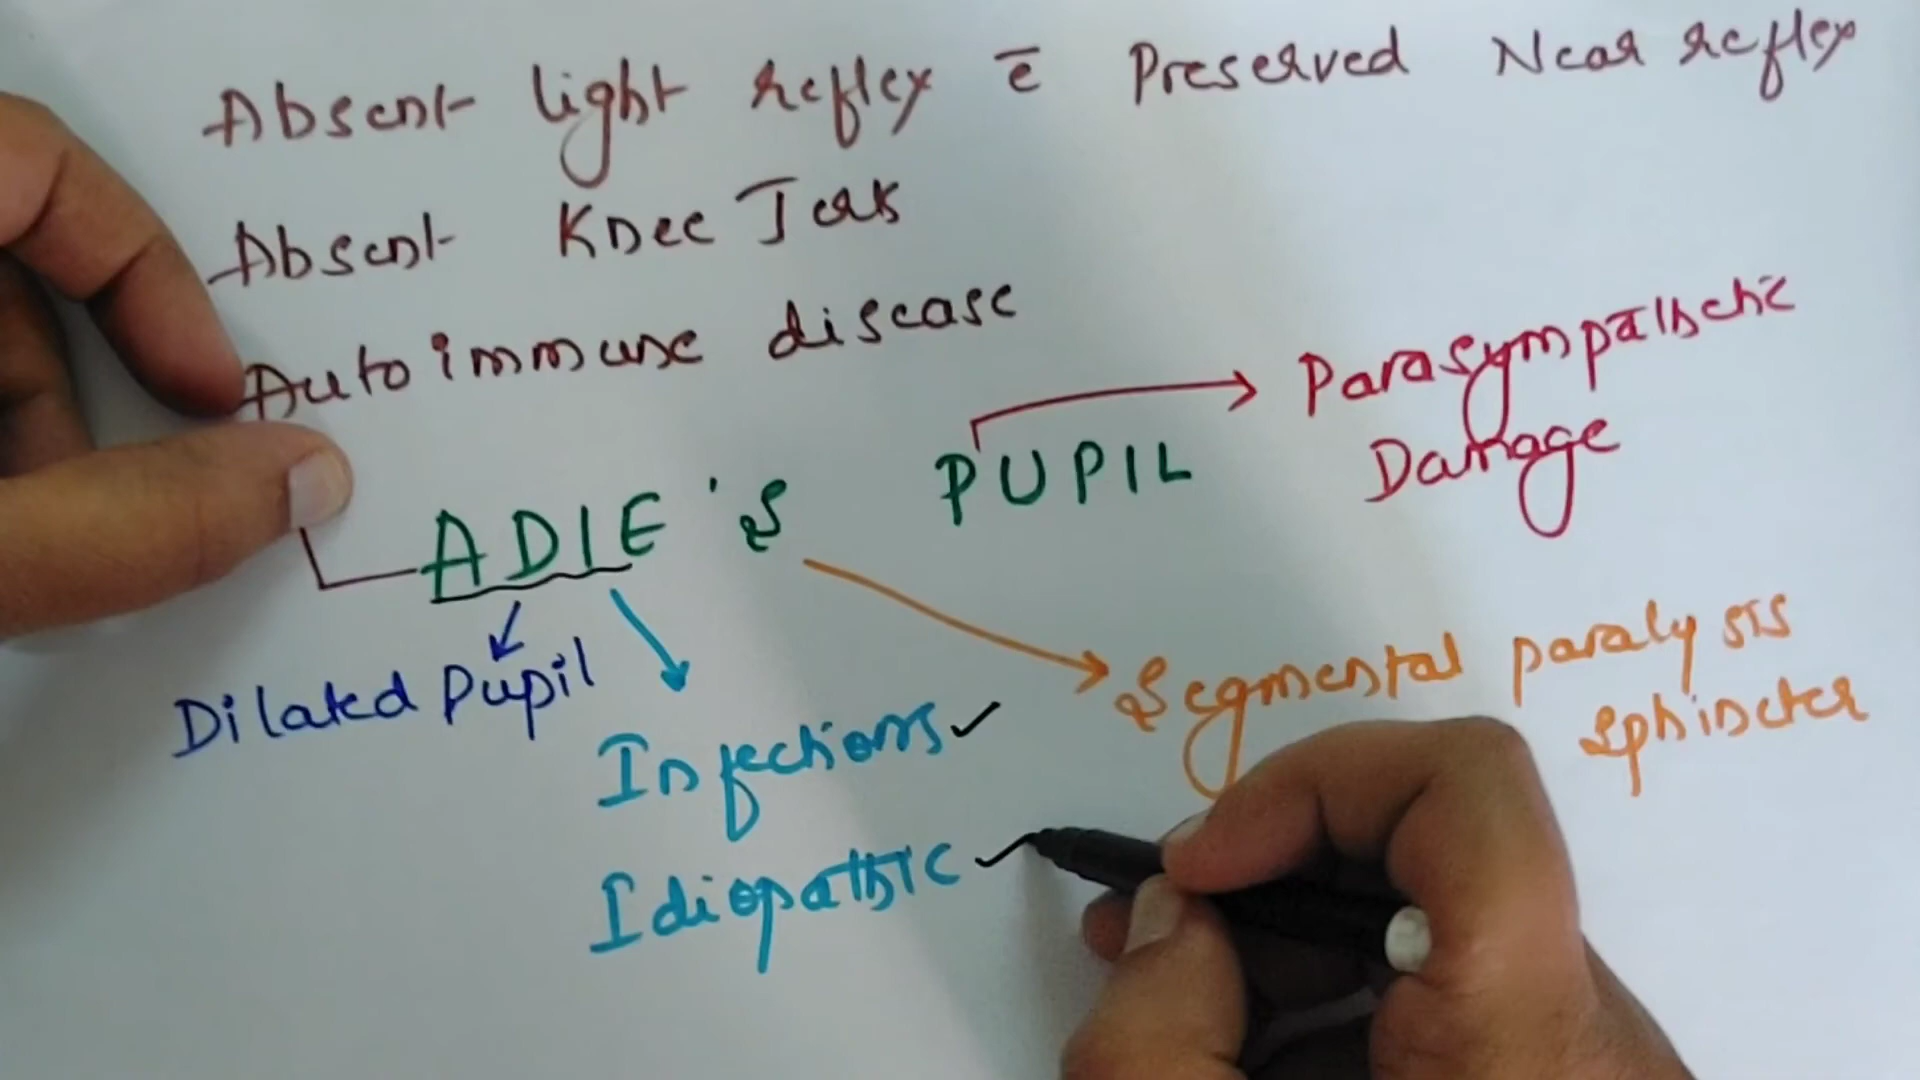 Absent light reflex c̄ Preserved Near reflex
Absent Knee Jerk
Autoimmune disease
Parasympathetic
Damage
ADIE's PUPIL
Dilated Pupil
Segmental paralysis
sphincter
Infections ✓
Idiopathic ✓